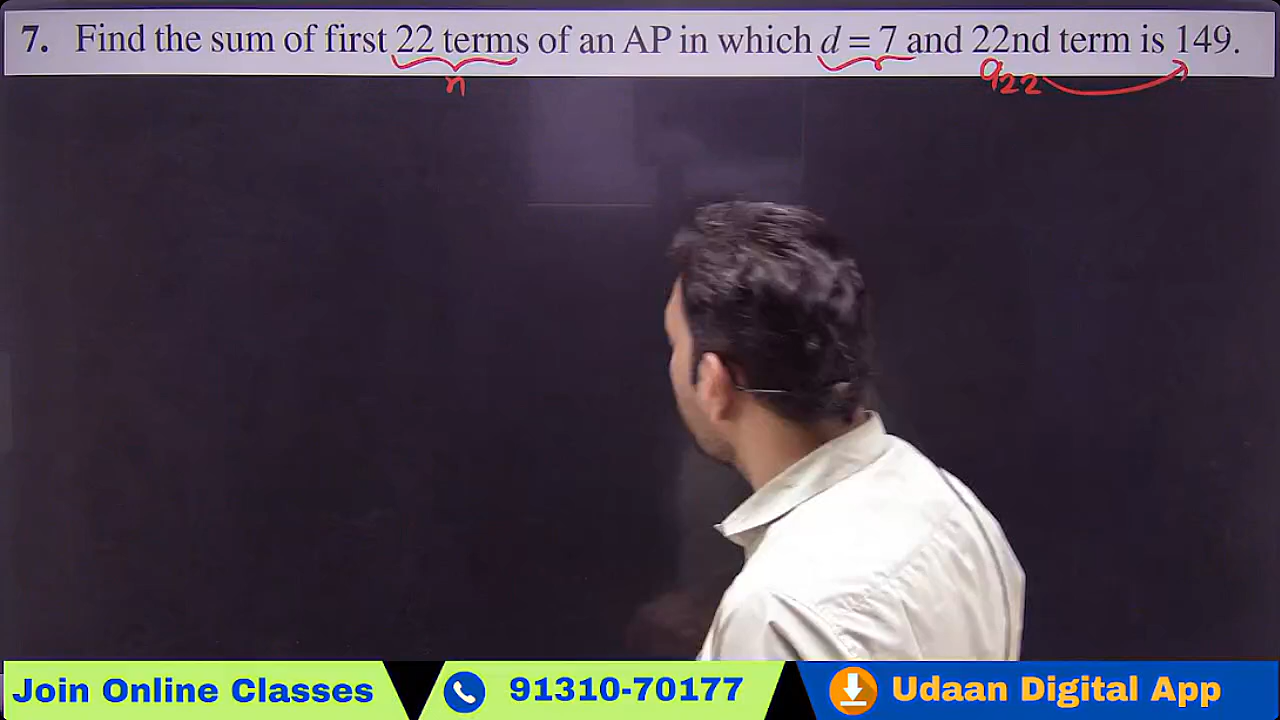 7. Find the sum of first 22 terms of an AP in which d = 7 and 22nd term is 149.
n
a22
Join Online Classes
91310-70177
Udaan Digital App